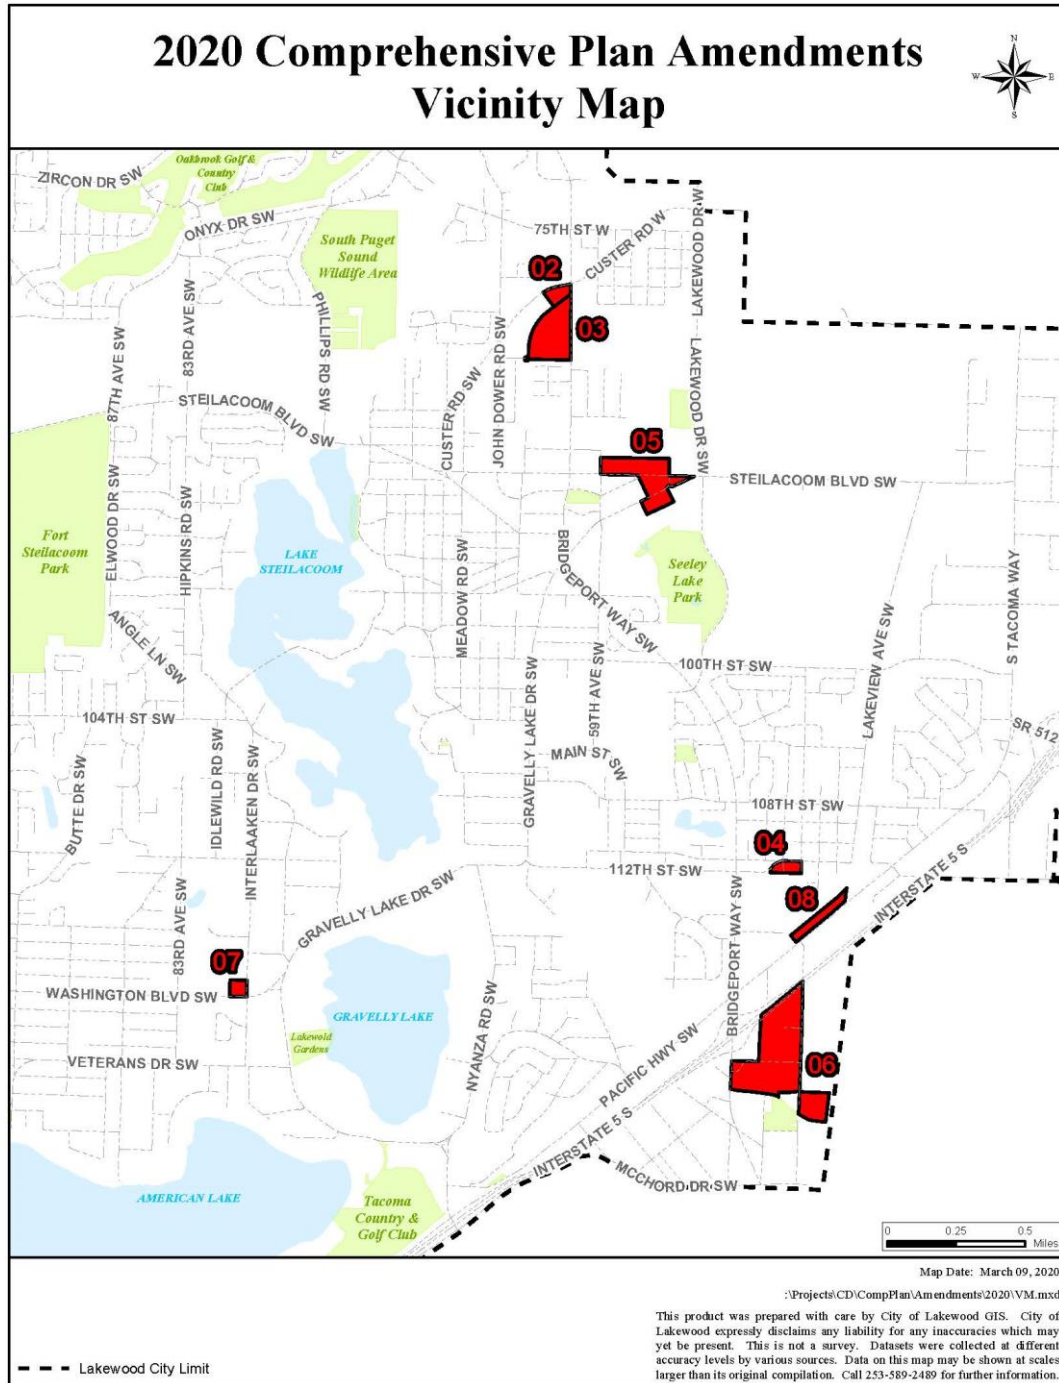 2020 Comprehensive Plan Amendments
Vicinity Map
N
W
E
S
Oakbrook Golf &
Country
Club
ZIRCON DR SW
ONYX DR SW
South Puget
Sound
Wildlife Area
75TH ST W
CUSTER RD W
LAKEWOOD DR W
02
03
83RD AVE SW
PHILLIPS RD SW
87TH AVE SW
JOHN DOWER RD SW
CUSTER RD SW
LAKEWOOD DR SW
STEILACOOM BLVD SW
05
STEILACOOM BLVD SW
ELWOOD DR SW
HIPKINS RD SW
Fort
Steilacoom
Park
LAKE
STEILACOOM
MEADOW RD SW
BRIDGEPORT WAY SW
Seeley
Lake
Park
S TACOMA WAY
ANGLE LN SW
100TH ST SW
LAKEVIEW AVE SW
59TH AVE SW
GRAVELLY LAKE DR SW
104TH ST SW
IDLEWILD RD SW
INTERLAAKEN DR SW
MAIN ST SW
SR 512
BUTTE DR SW
108TH ST SW
04
112TH ST SW
08
INTERSTATE 5 S
83RD AVE SW
GRAVELLY LAKE DR SW
BRIDGEPORT WAY SW
07
WASHINGTON BLVD SW
GRAVELLY LAKE
Lakewold
Gardens
NYANZA RD SW
VETERANS DR SW
PACIFIC HWY SW
06
INTERSTATE 5 S
MCCHORD DR SW
AMERICAN LAKE
Tacoma
Country &
Golf Club
0 0.25 0.5
Miles
Map Date: March 09, 2020
:\Projects\CD\CompPlan\Amendments\2020\VM.mxd
This product was prepared with care by City of Lakewood GIS. City of
Lakewood expressly disclaims any liability for any inaccuracies which may
yet be present. This is not a survey. Datasets were collected at different
accuracy levels by various sources. Data on this map may be shown at scales
larger than its original compilation. Call 253-589-2489 for further information.
Lakewood City Limit